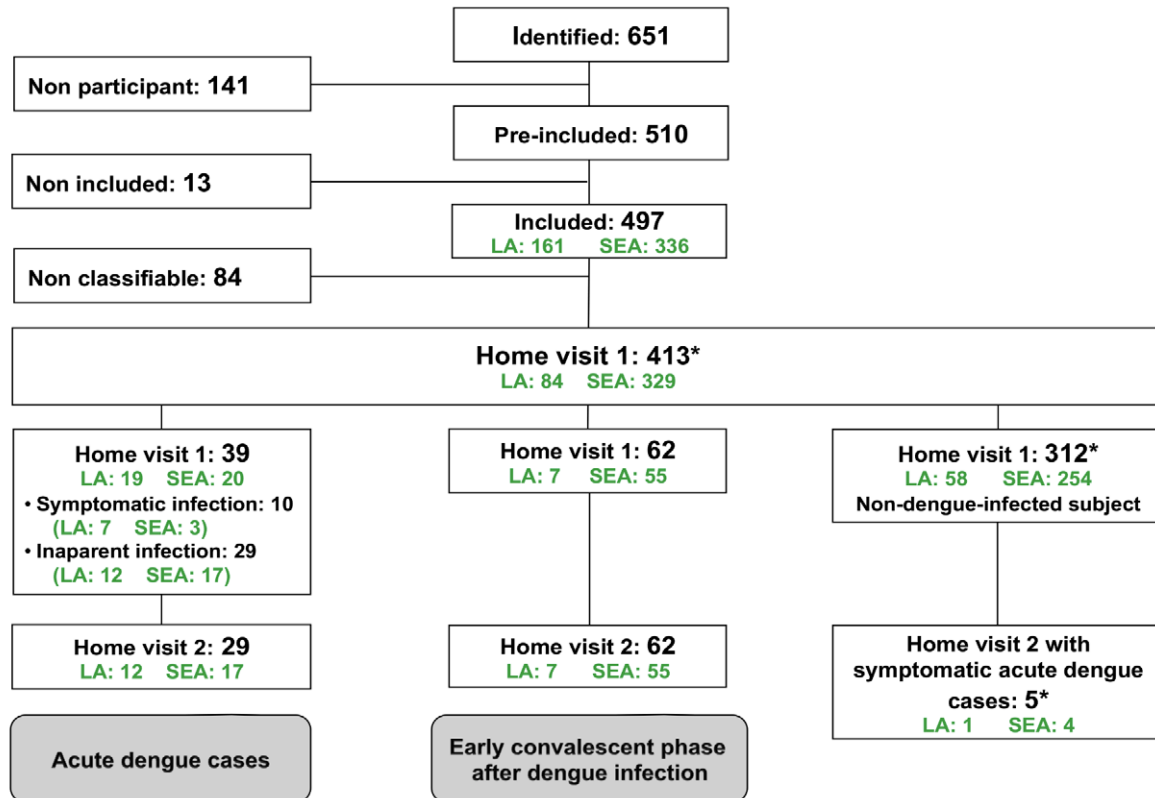 Identified: 651
Non participant: 141
Pre-included: 510
Non included: 13
Included: 497
LA: 161 SEA: 336
Non classifiable: 84
Home visit 1: 413*
LA: 84 SEA: 329
Home visit 1: 39
LA: 19 SEA: 20
• Symptomatic infection: 10
(LA: 7 SEA: 3)
• Inaparent infection: 29
(LA: 12 SEA: 17)
Home visit 1: 62
LA: 7 SEA: 55
Home visit 1: 312*
LA: 58 SEA: 254
Non-dengue-infected subject
Home visit 2: 29
LA: 12 SEA: 17
Home visit 2: 62
LA: 7 SEA: 55
Home visit 2 with
symptomatic acute dengue
cases: 5*
LA: 1 SEA: 4
Acute dengue cases
Early convalescent phase
after dengue infection